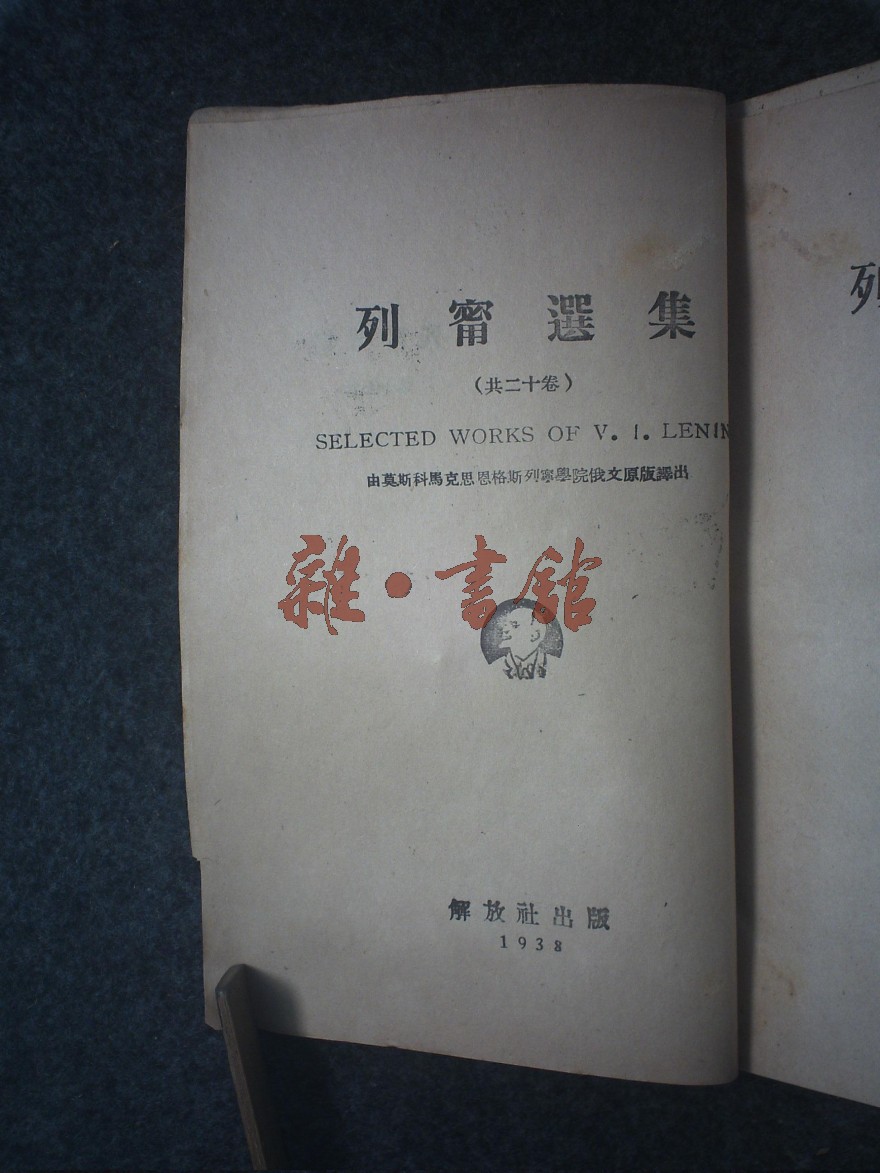 列甯選集
（共二十卷）
SELECTED WORKS OF V. I. LENIN
由莫斯科馬克思恩格斯列寧學院俄文原版譯出
雜·書舘
解放社出版
1938
列